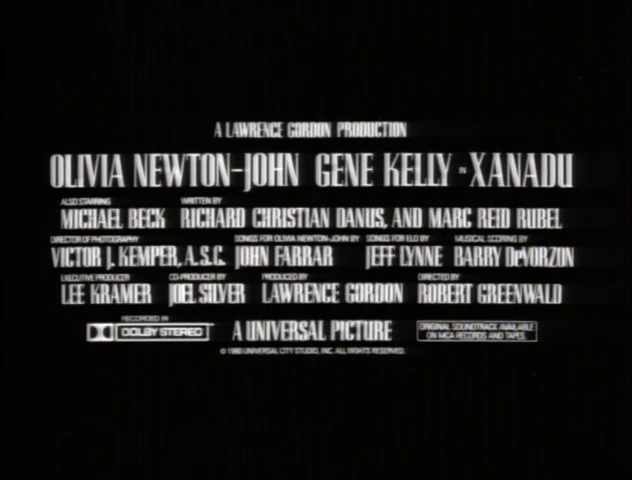 A LAWRENCE GORDON PRODUCTION
OLIVIA NEWTON-JOHN GENE KELLY IN XANADU
ALSO STARRING WRITTEN BY
MICHAEL BECK RICHARD CHRISTIAN DANUS, AND MARC REID RUBEL
DIRECTOR OF PHOTOGRAPHY SONGS FOR OLIVIA NEWTON-JOHN BY SONGS FOR ELO BY MUSICAL SCORING BY
VICTOR J. KEMPER, A.S.C. JOHN FARRAR JEFF LYNNE BARRY DeVORZON
EXECUTIVE PRODUCER CO-PRODUCER BY PRODUCED BY DIRECTED BY
LEE KRAMER JOEL SILVER LAWRENCE GORDON ROBERT GREENWALD
RECORDED IN
DOLBY STEREO A UNIVERSAL PICTURE ORIGINAL SOUNDTRACK AVAILABLE
ON MCA RECORDS AND TAPES.
© 1980 UNIVERSAL CITY STUDIO, INC. ALL RIGHTS RESERVED.